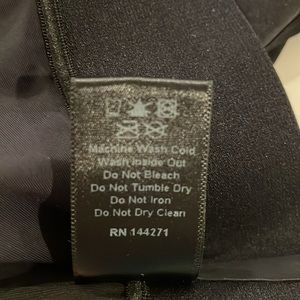 Machine Wash Cold
Wash Inside Out
Do Not Bleach
Do Not Tumble Dry
Do Not Iron
Do Not Dry Clean
RN 144271